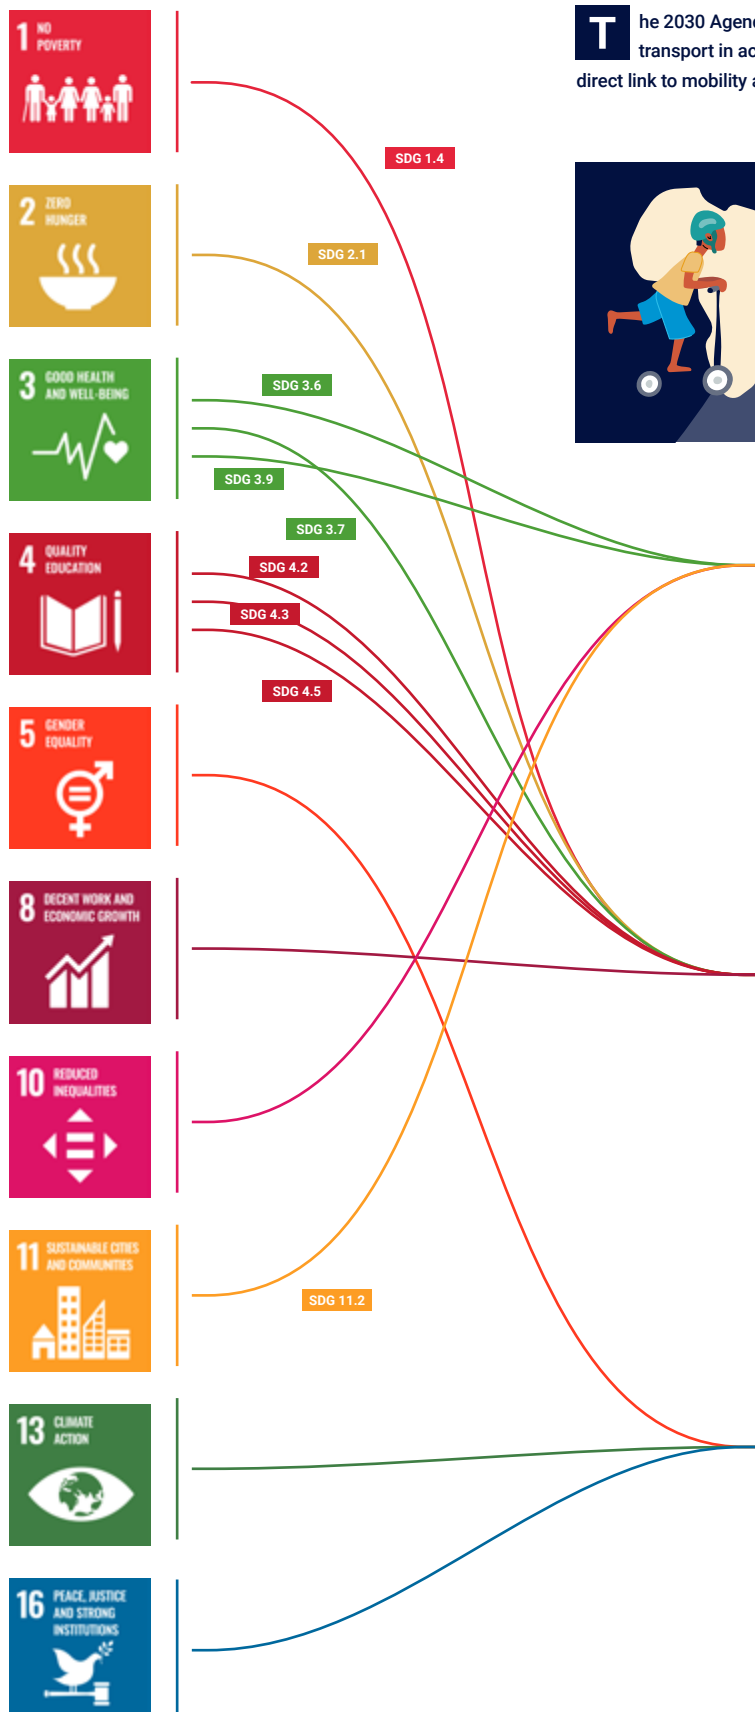 1 NO
POVERTY
The 2030 Agen
transport in ac
direct link to mobility a
SDG 1.4
2 ZERO
HUNGER
SDG 2.1
3 GOOD HEALTH
AND WELL-BEING
SDG 3.6
SDG 3.9
SDG 3.7
4 QUALITY
EDUCATION
SDG 4.2
SDG 4.3
SDG 4.5
5 GENDER
EQUALITY
8 DECENT WORK AND
ECONOMIC GROWTH
10 REDUCED
INEQUALITIES
11 SUSTAINABLE CITIES
AND COMMUNITIES
SDG 11.2
13 CLIMATE
ACTION
16 PEACE, JUSTICE
AND STRONG
INSTITUTIONS